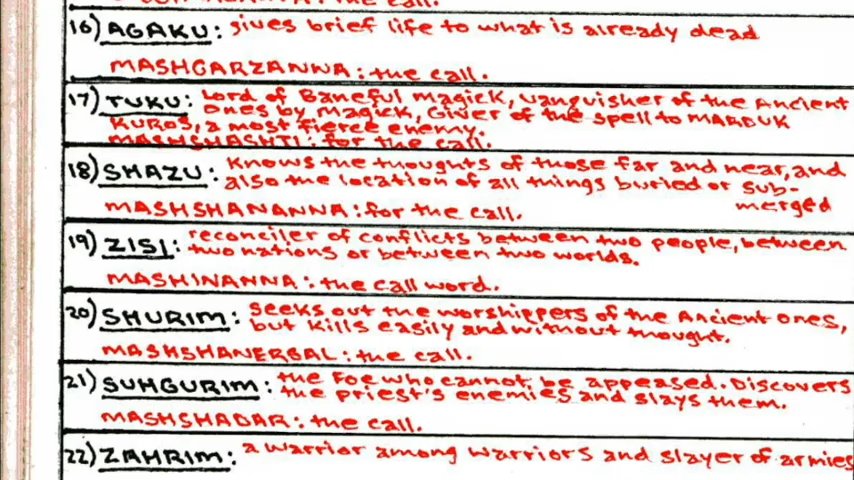 the call.
16) AGAKU: gives brief life to what is already dead
MASHGARZANNA: the call.
17) TUKU: Lord of Baneful Magick, Vanquisher of the Ancient
Ones by Magick, Giver of the spell to MARDUK
KUROS, a most fierce enemy.
MASHSHASHTI: for the call.
18) SHAZU: Knows the thoughts of those far and near, and
also the location of all things buried or sub-
merged
MASHSHANANNA: for the call.
19) ZISI: reconciler of conflicts between two people, between
two nations or between two worlds.
MASHINANNA: the call word.
20) SHURIM: seeks out the worshippers of the Ancient Ones,
but kills easily and without thought.
MASHSHANERGAL: the call.
21) SUHGURIM: the Foe who cannot be appeased. Discovers
the priest's enemies and slays them.
MASHSHADAR: the call.
22) ZAHRIM: a warrior among warriors and slayer of armies